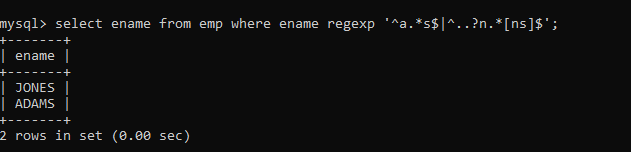 mysql> select ename from emp where ename regexp '^a.*s$|^..?n.*[ns]$';
+-------+
| ename |
+-------+
| JONES |
| ADAMS |
+-------+
2 rows in set (0.00 sec)